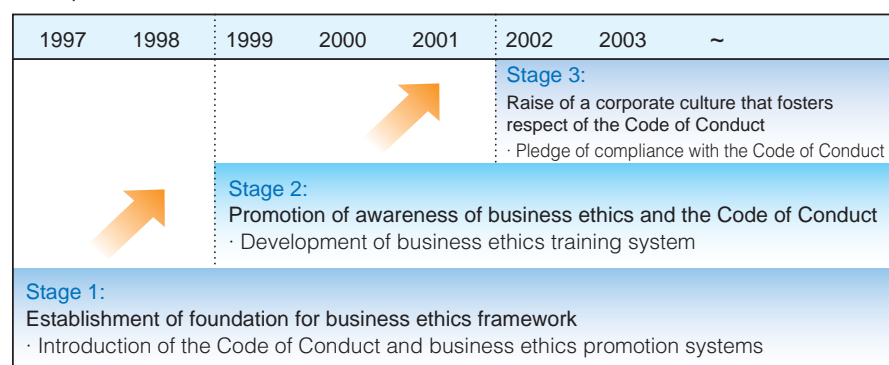 1997 1998 1999 2000 2001 2002 2003 ~
Stage 3:
Raise of a corporate culture that fosters
respect of the Code of Conduct
· Pledge of compliance with the Code of Conduct
Stage 2:
Promotion of awareness of business ethics and the Code of Conduct
· Development of business ethics training system
Stage 1:
Establishment of foundation for business ethics framework
· Introduction of the Code of Conduct and business ethics promotion systems